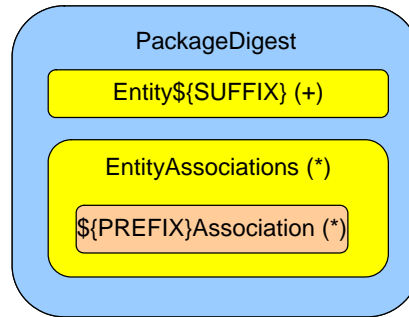 PackageDigest
Entity${SUFFIX} (+)
EntityAssociations (*)
${PREFIX}Association (*)